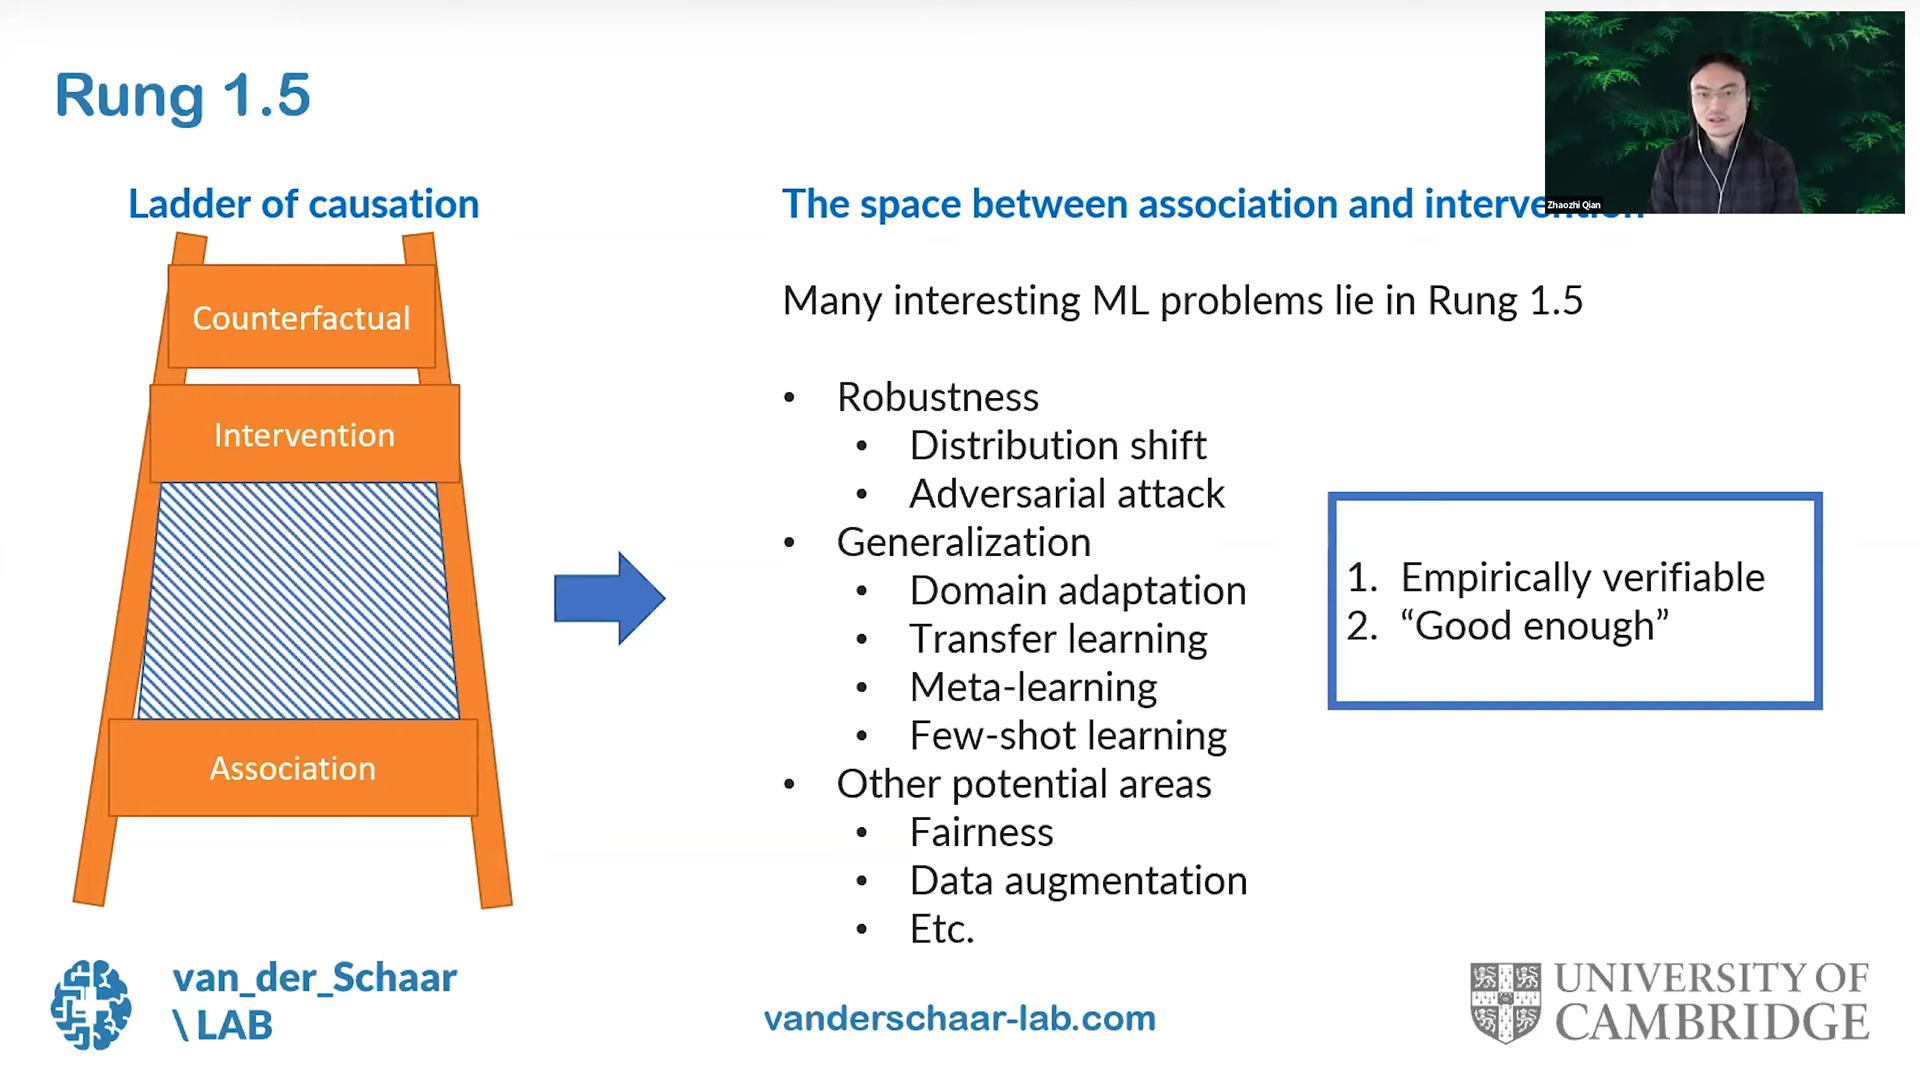 Rung 1.5
Ladder of causation
Counterfactual
Intervention
Association
The space between association and intervention
Many interesting ML problems lie in Rung 1.5
• Robustness
• Distribution shift
• Adversarial attack
• Generalization
• Domain adaptation
• Transfer learning
• Meta-learning
• Few-shot learning
• Other potential areas
• Fairness
• Data augmentation
• Etc.
1. Empirically verifiable
2. “Good enough”
Zhaozhi Qian
van_der_Schaar
\ LAB
vanderschaar-lab.com
UNIVERSITY OF
CAMBRIDGE